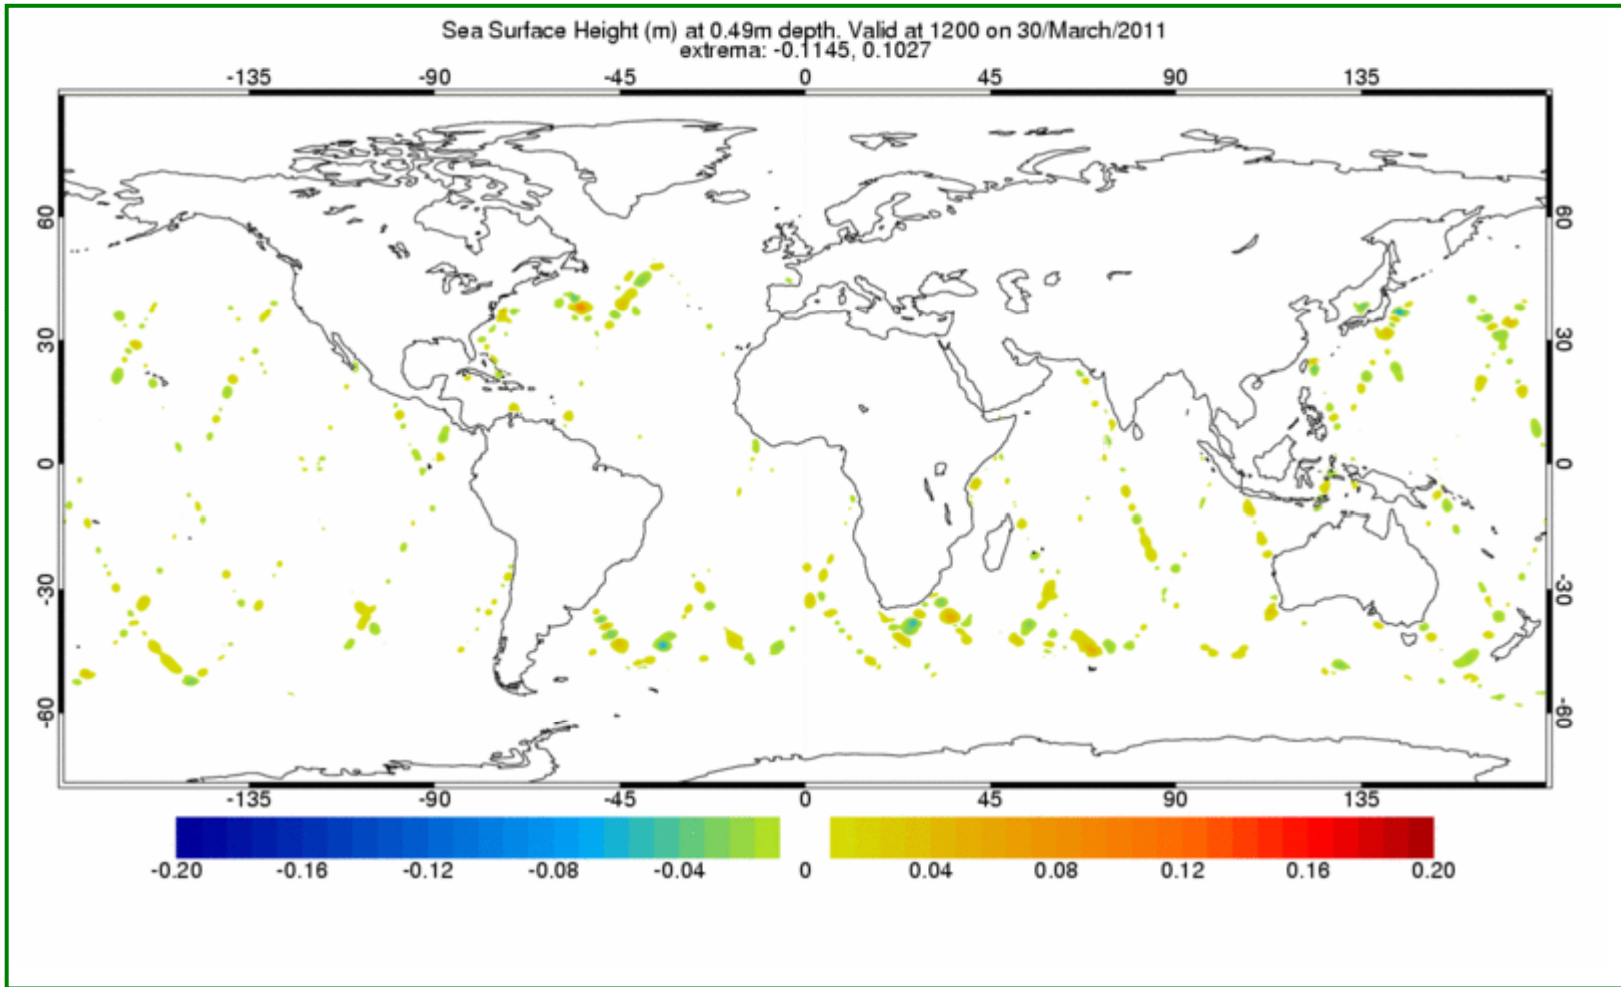 Sea Surface Height (m) at 0.49m depth. Valid at 1200 on 30/March/2011
extrema: -0.1145, 0.1027
-135 -90 -45 0 45 90 135
60 60
30 30
0 0
-30 -30
-60 -60
-135 -90 -45 0 45 90 135
-0.20 -0.16 -0.12 -0.08 -0.04 0 0.04 0.08 0.12 0.16 0.20